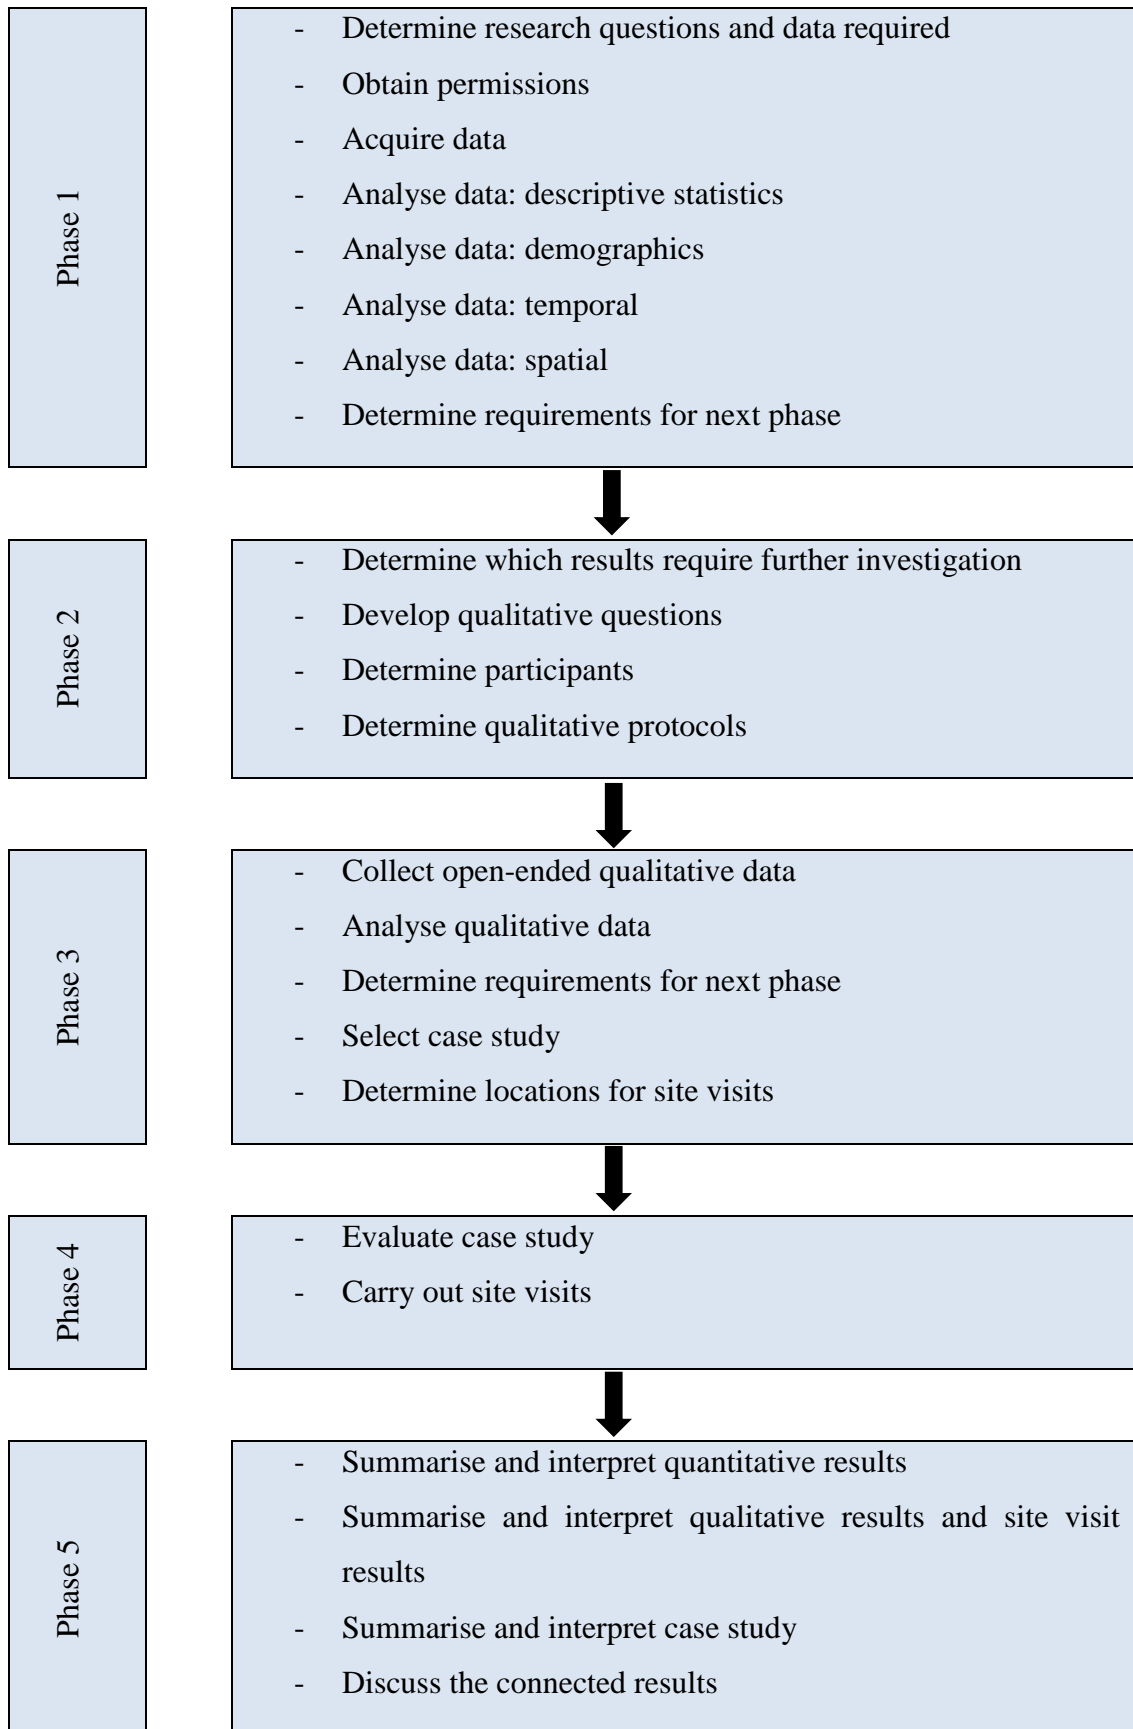 Phase 1
- Determine research questions and data required
- Obtain permissions
- Acquire data
- Analyse data: descriptive statistics
- Analyse data: demographics
- Analyse data: temporal
- Analyse data: spatial
- Determine requirements for next phase
Phase 2
- Determine which results require further investigation
- Develop qualitative questions
- Determine participants
- Determine qualitative protocols
Phase 3
- Collect open-ended qualitative data
- Analyse qualitative data
- Determine requirements for next phase
- Select case study
- Determine locations for site visits
Phase 4
- Evaluate case study
- Carry out site visits
Phase 5
- Summarise and interpret quantitative results
- Summarise and interpret qualitative results and site visit
results
- Summarise and interpret case study
- Discuss the connected results